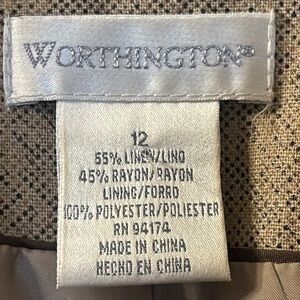 WORTHINGTON®
12
55% LINEN/LINO
45% RAYON/RAYON
LINING/FORRO
100% POLYESTER/POLIESTER
RN 94174
MADE IN CHINA
HECHO EN CHINA